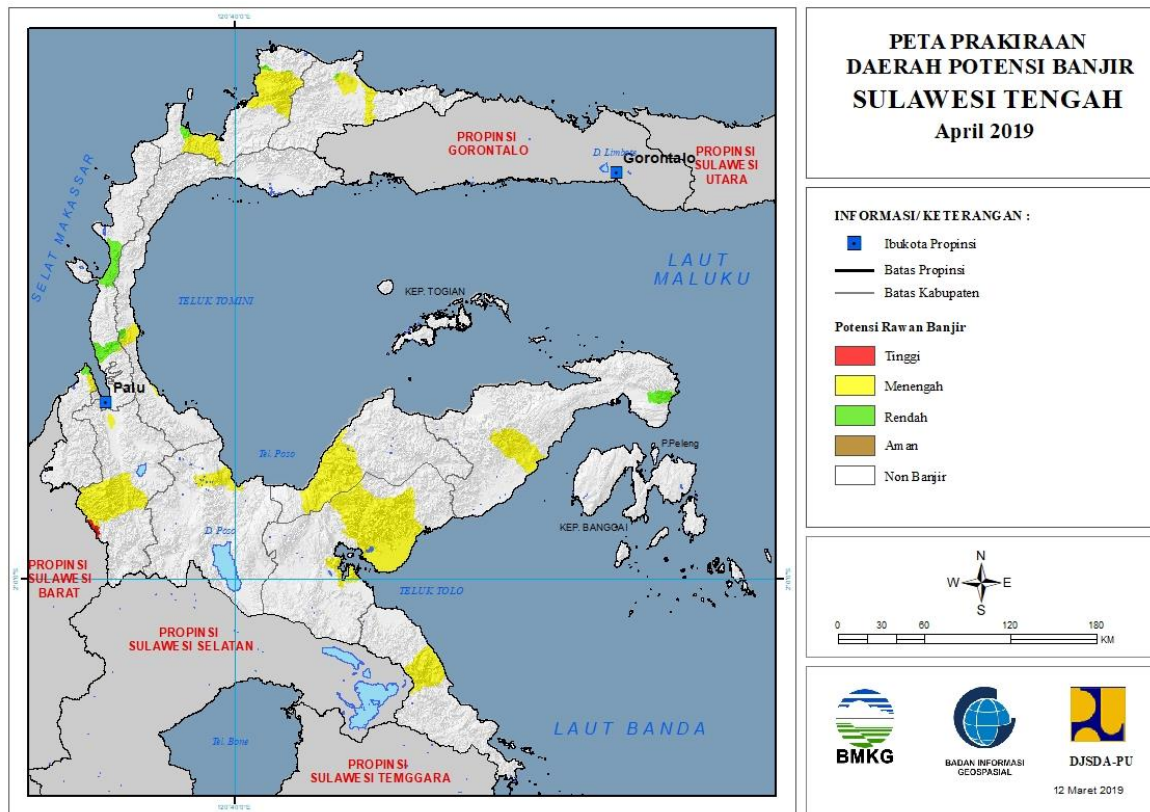 120°40'0"E
PROPINSI
GORONTALO
D. Limboto
Gorontalo
PROPINSI
SULAWESI
UTARA
SELAT MAKASSAR
LAUT
MALUKU
TELUK TOMINI
KEP. TOGIAN
Palu
Tel. Poso
P.Peleng
KEP. BANGGAI
D. Poso
PROPINSI
SULAWESI
BARAT
TELUK TOLO
PROPINSI
SULAWESI SELATAN
LAUT BANDA
Tel. Bone
PROPINSI
SULAWESI TEMGGARA
PETA PRAKIRAAN
DAERAH POTENSI BANJIR
SULAWESI TENGAH
April 2019
INFORMASI/ KETERANGAN :
Ibukota Propinsi
Batas Propinsi
Batas Kabupaten
Potensi Rawan Banjir
Tinggi
Menengah
Rendah
Aman
Non Banjir
N
W E
S
0 30 60 120 180
KM
BMKG
BADAN INFORMASI
GEOSPASIAL
DJSDA-PU
12 Maret 2019